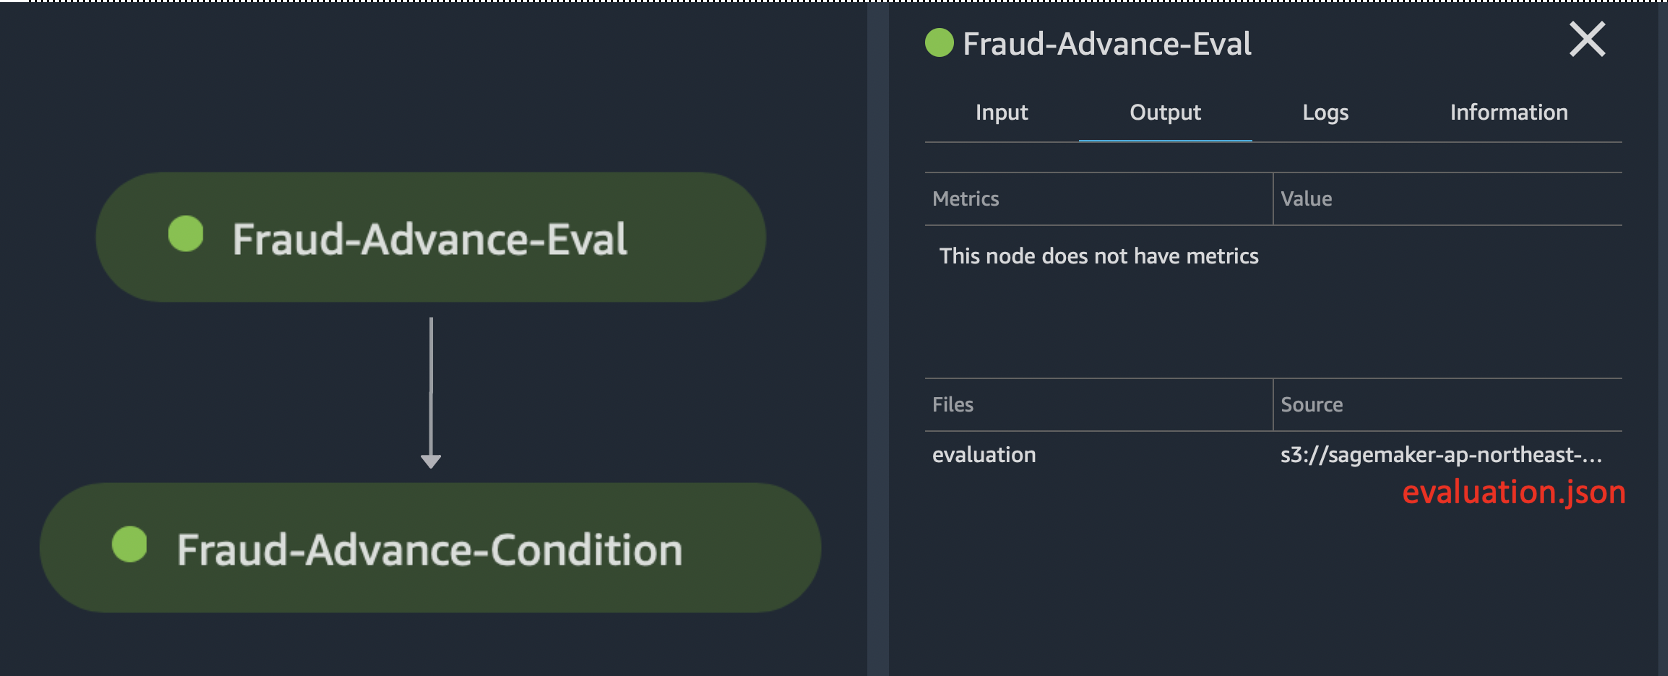 Fraud-Advance-Eval
Fraud-Advance-Condition
Fraud-Advance-Eval
Input Output Logs Information
Metrics Value
This node does not have metrics
Files Source
evaluation s3://sagemaker-ap-northeast-...
evaluation.json